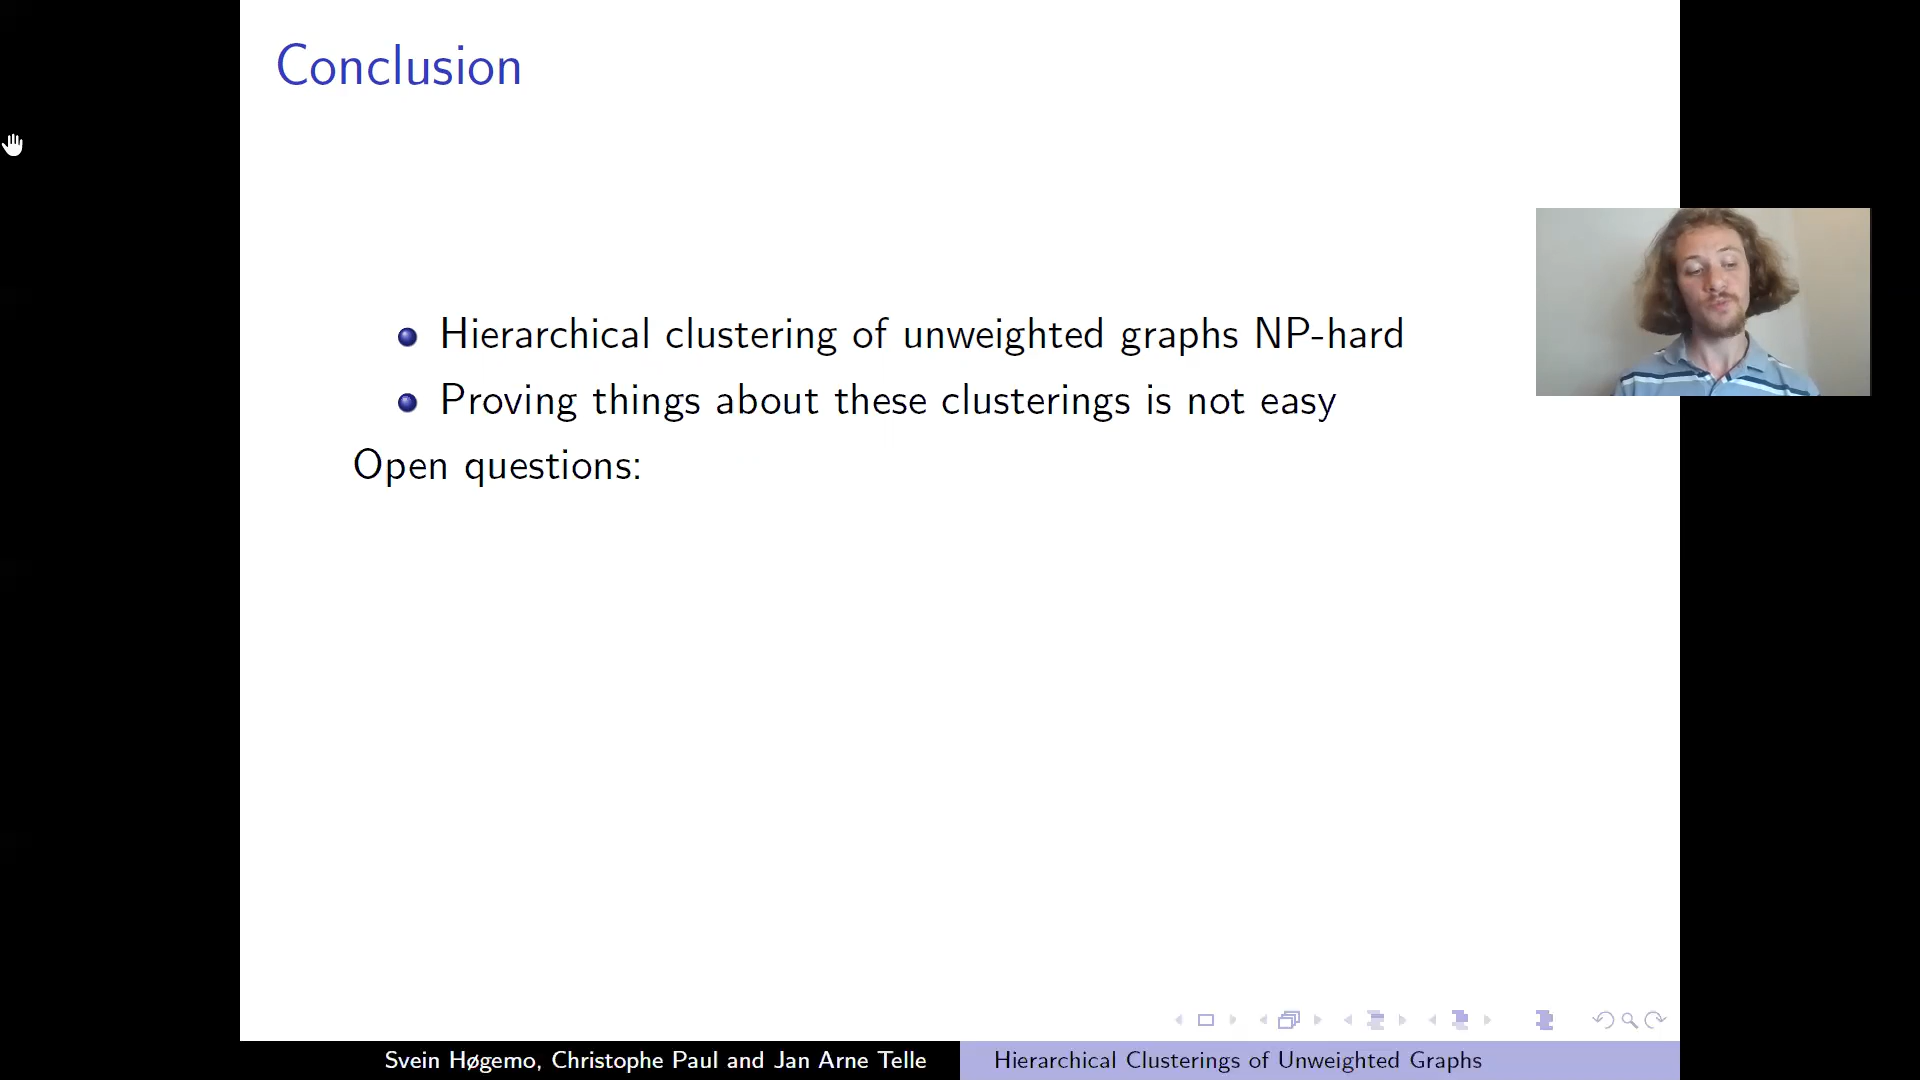 Conclusion
Hierarchical clustering of unweighted graphs NP-hard
Proving things about these clusterings is not easy
Open questions:
Svein Høgemo, Christophe Paul and Jan Arne Telle
Hierarchical Clusterings of Unweighted Graphs